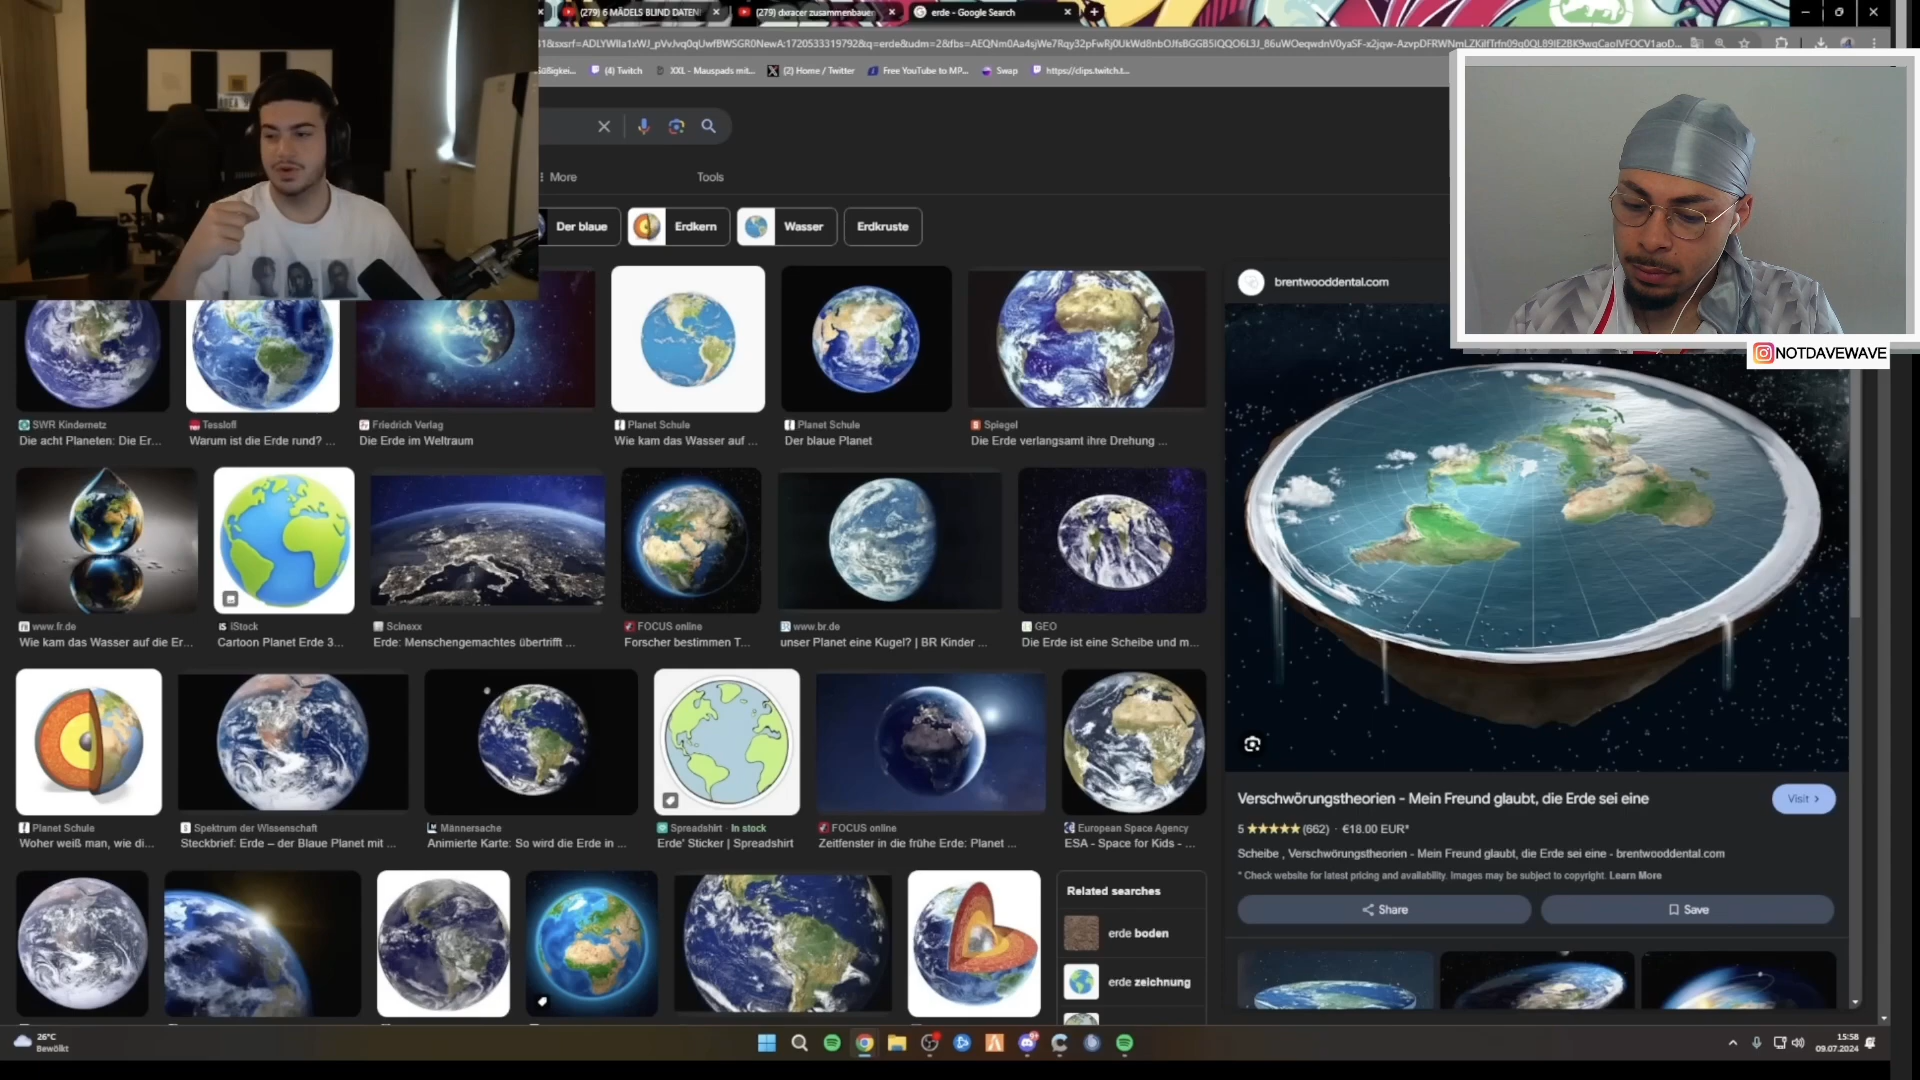 (279) 6 MÄDELS BLIND DATEN
(279) dxracer zusammenbauen
erde - Google Search
(4) Twitch
XXL - Mauspads mit...
(2) Home / Twitter
Free YouTube to MP...
Swap
https://clips.twitch.t...
More
Tools
Der blaue
Erdkern
Wasser
Erdkruste
brentwooddental.com
NOTDAVEWAVE
SWR Kindernetz
Die acht Planeten: Die Er...
Tessloff
Warum ist die Erde rund? ...
Friedrich Verlag
Die Erde im Weltraum
Planet Schule
Wie kam das Wasser auf ...
Planet Schule
Der blaue Planet
Spiegel
Die Erde verlangsamt ihre Drehung ...
www.fr.de
Wie kam das Wasser auf die Er...
iStock
Cartoon Planet Erde 3...
Scinexx
Erde: Menschengemachtes übertrifft ...
FOCUS online
Forscher bestimmen T...
www.br.de
unser Planet eine Kugel? | BR Kinder ...
GEO
Die Erde ist eine Scheibe und m...
Planet Schule
Woher weiß man, wie di...
Spektrum der Wissenschaft
Steckbrief: Erde – der Blaue Planet mit ...
Männersache
Animierte Karte: So wird die Erde in ...
Spreadshirt · In stock
Erde' Sticker | Spreadshirt
FOCUS online
Zeitfenster in die frühe Erde: Planet ...
European Space Agency
ESA - Space for Kids - ...
Verschwörungstheorien - Mein Freund glaubt, die Erde sei eine
Visit
5 ★★★★★ (662) · €18.00 EUR*
Scheibe , Verschwörungstheorien - Mein Freund glaubt, die Erde sei eine - brentwooddental.com
* Check website for latest pricing and availability. Images may be subject to copyright. Learn More
Share
Save
Related searches
erde boden
erde zeichnung
26°C
Bewölkt
15:58
09.07.2024